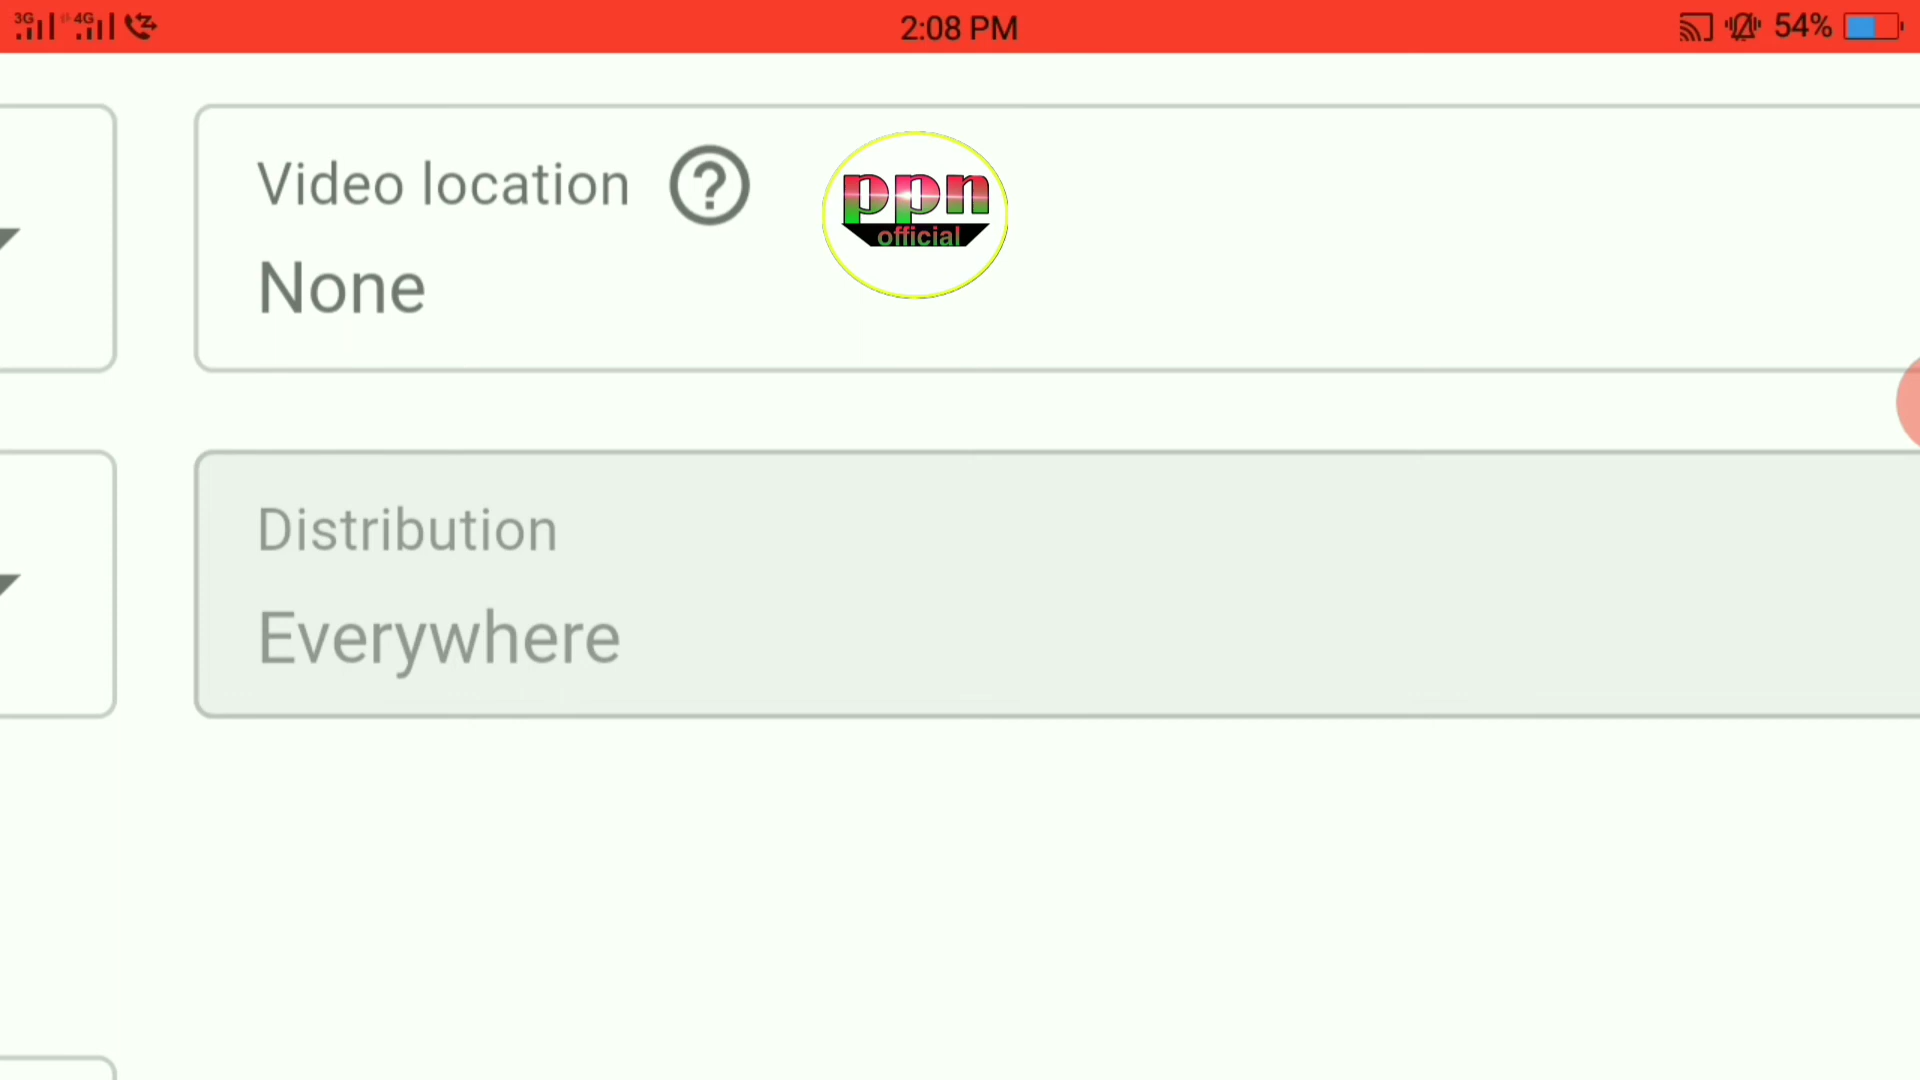 3G 4G 2:08 PM 54%
Video location ?
ppn
official
None
Distribution
Everywhere